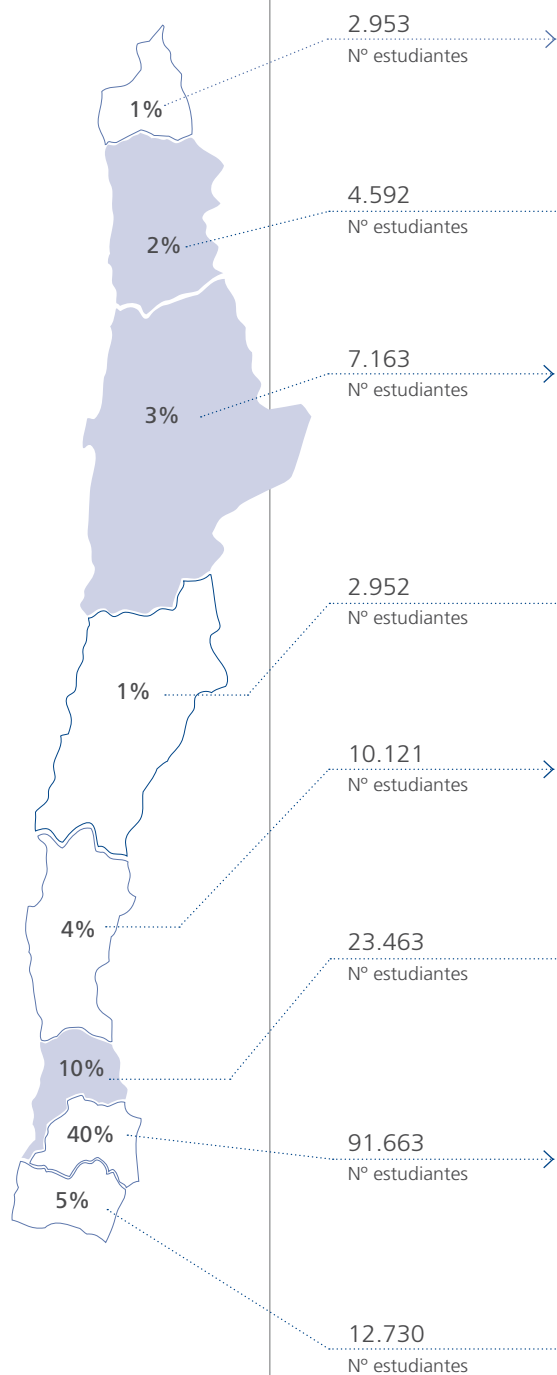 2.953
Nº estudiantes
1%
4.592
Nº estudiantes
2%
7.163
Nº estudiantes
3%
2.952
Nº estudiantes
1%
10.121
Nº estudiantes
4%
23.463
Nº estudiantes
10%
91.663
Nº estudiantes
40%
5%
12.730
Nº estudiantes